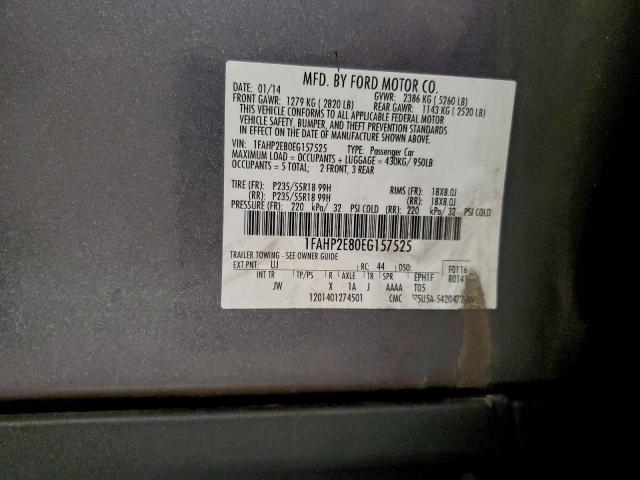 MFD. BY FORD MOTOR CO.
DATE: 01/14 GVWR: 2386 KG ( 5260 LB)
FRONT GAWR: 1279 KG ( 2820 LB) REAR GAWR: 1143 KG ( 2520 LB)
THIS VEHICLE CONFORMS TO ALL APPLICABLE FEDERAL MOTOR
VEHICLE SAFETY, BUMPER, AND THEFT PREVENTION STANDARDS
IN EFFECT ON THE DATE OF MANUFACTURE SHOWN ABOVE.
VIN: 1FAHP2E80EG157525 TYPE: Passenger Car
MAXIMUM LOAD = OCCUPANTS + LUGGAGE = 430KG/ 950LB
OCCUPANTS = 5 TOTAL; 2 FRONT, 3 REAR
TIRE (FR): P235/55R18 99H RIMS (FR): 18X8.0J
(RR): P235/55R18 99H (RR): 18X8.0J
PRESSURE (FR): 220 kPa/ 32 PSI COLD (RR): 220 kPa/ 32 PSI COLD
1FAHP2E80EG157525
TRAILER TOWING - SEE OWNER GUIDE
EXT PNT: UJ RC: 44 DSO: F0116
INT TR TP/PS R AXLE TR SPR EPH1F R0141
JW X 1A J AAAA T05
1201401274501 CMC